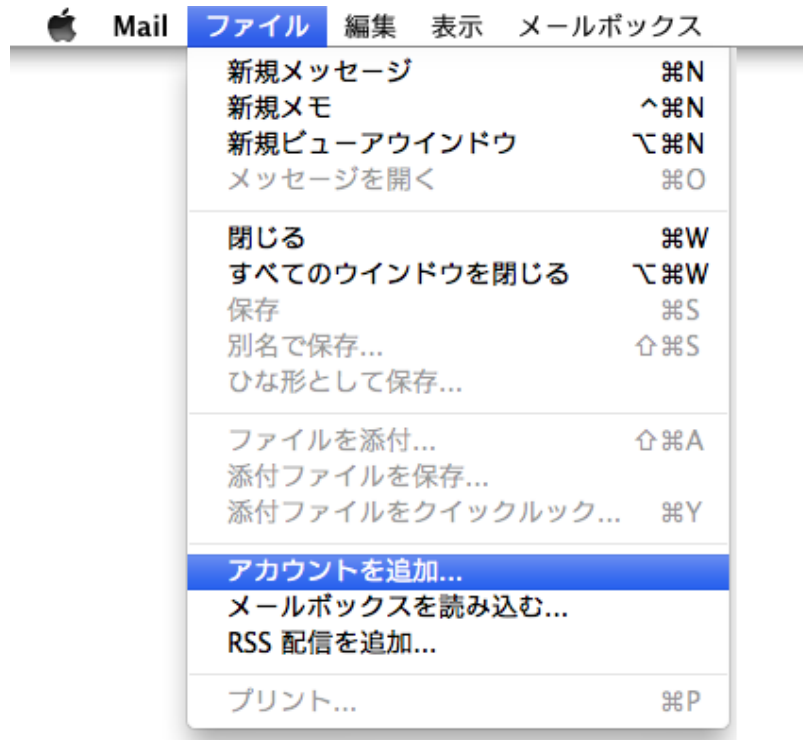 Mail ファイル 編集 表示 メールボックス
新規メッセージ ⌘N
新規メモ ^⌘N
新規ビューアウインドウ ⌥⌘N
メッセージを開く ⌘O
閉じる ⌘W
すべてのウインドウを閉じる ⌥⌘W
保存 ⌘S
別名で保存... ⇧⌘S
ひな形として保存...
ファイルを添付... ⇧⌘A
添付ファイルを保存...
添付ファイルをクイックルック... ⌘Y
アカウントを追加...
メールボックスを読み込む...
RSS 配信を追加...
プリント... ⌘P